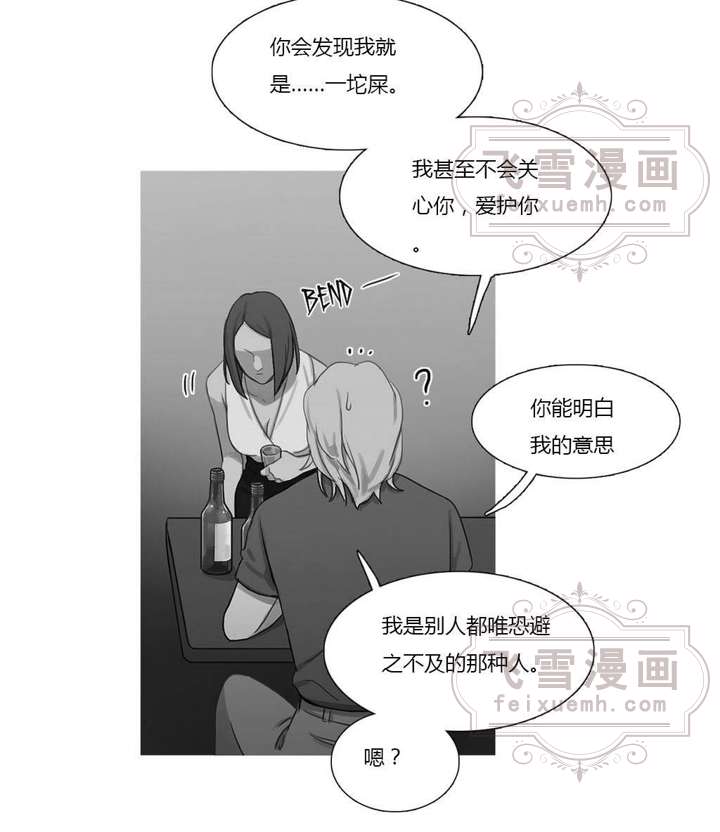 你会发现我就
是……一坨屎。
飞雪漫画
feixuemh.com
我甚至不会关
心你，爱护你
。
BEND
...
?
你能明白
我的意思
我是别人都唯恐避
之不及的那种人。
飞雪漫画
feixuemh.com
嗯？